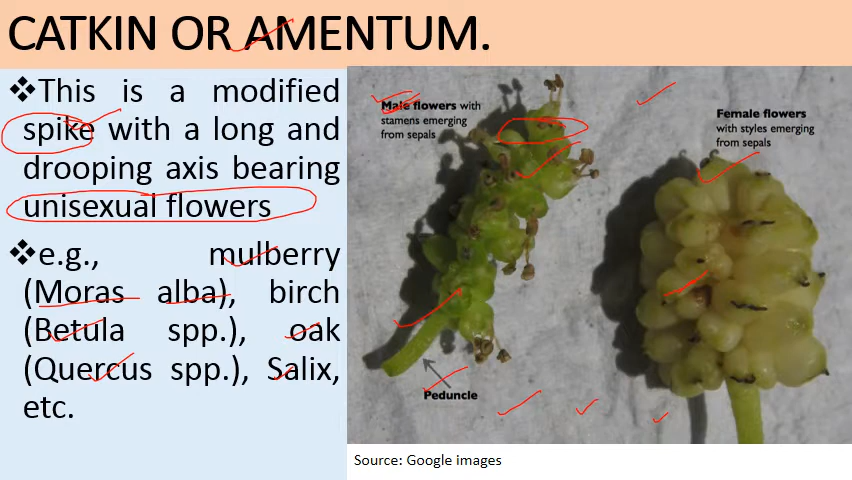 CATKIN OR AMENTUM.
❖This is a modified
spike with a long and
drooping axis bearing
unisexual flowers
❖e.g., mulberry
(Moras alba), birch
(Betula spp.), oak
(Quercus spp.), Salix,
etc.
Male flowers with
stamens emerging
from sepals
Female flowers
with styles emerging
from sepals
Peduncle
Source: Google images